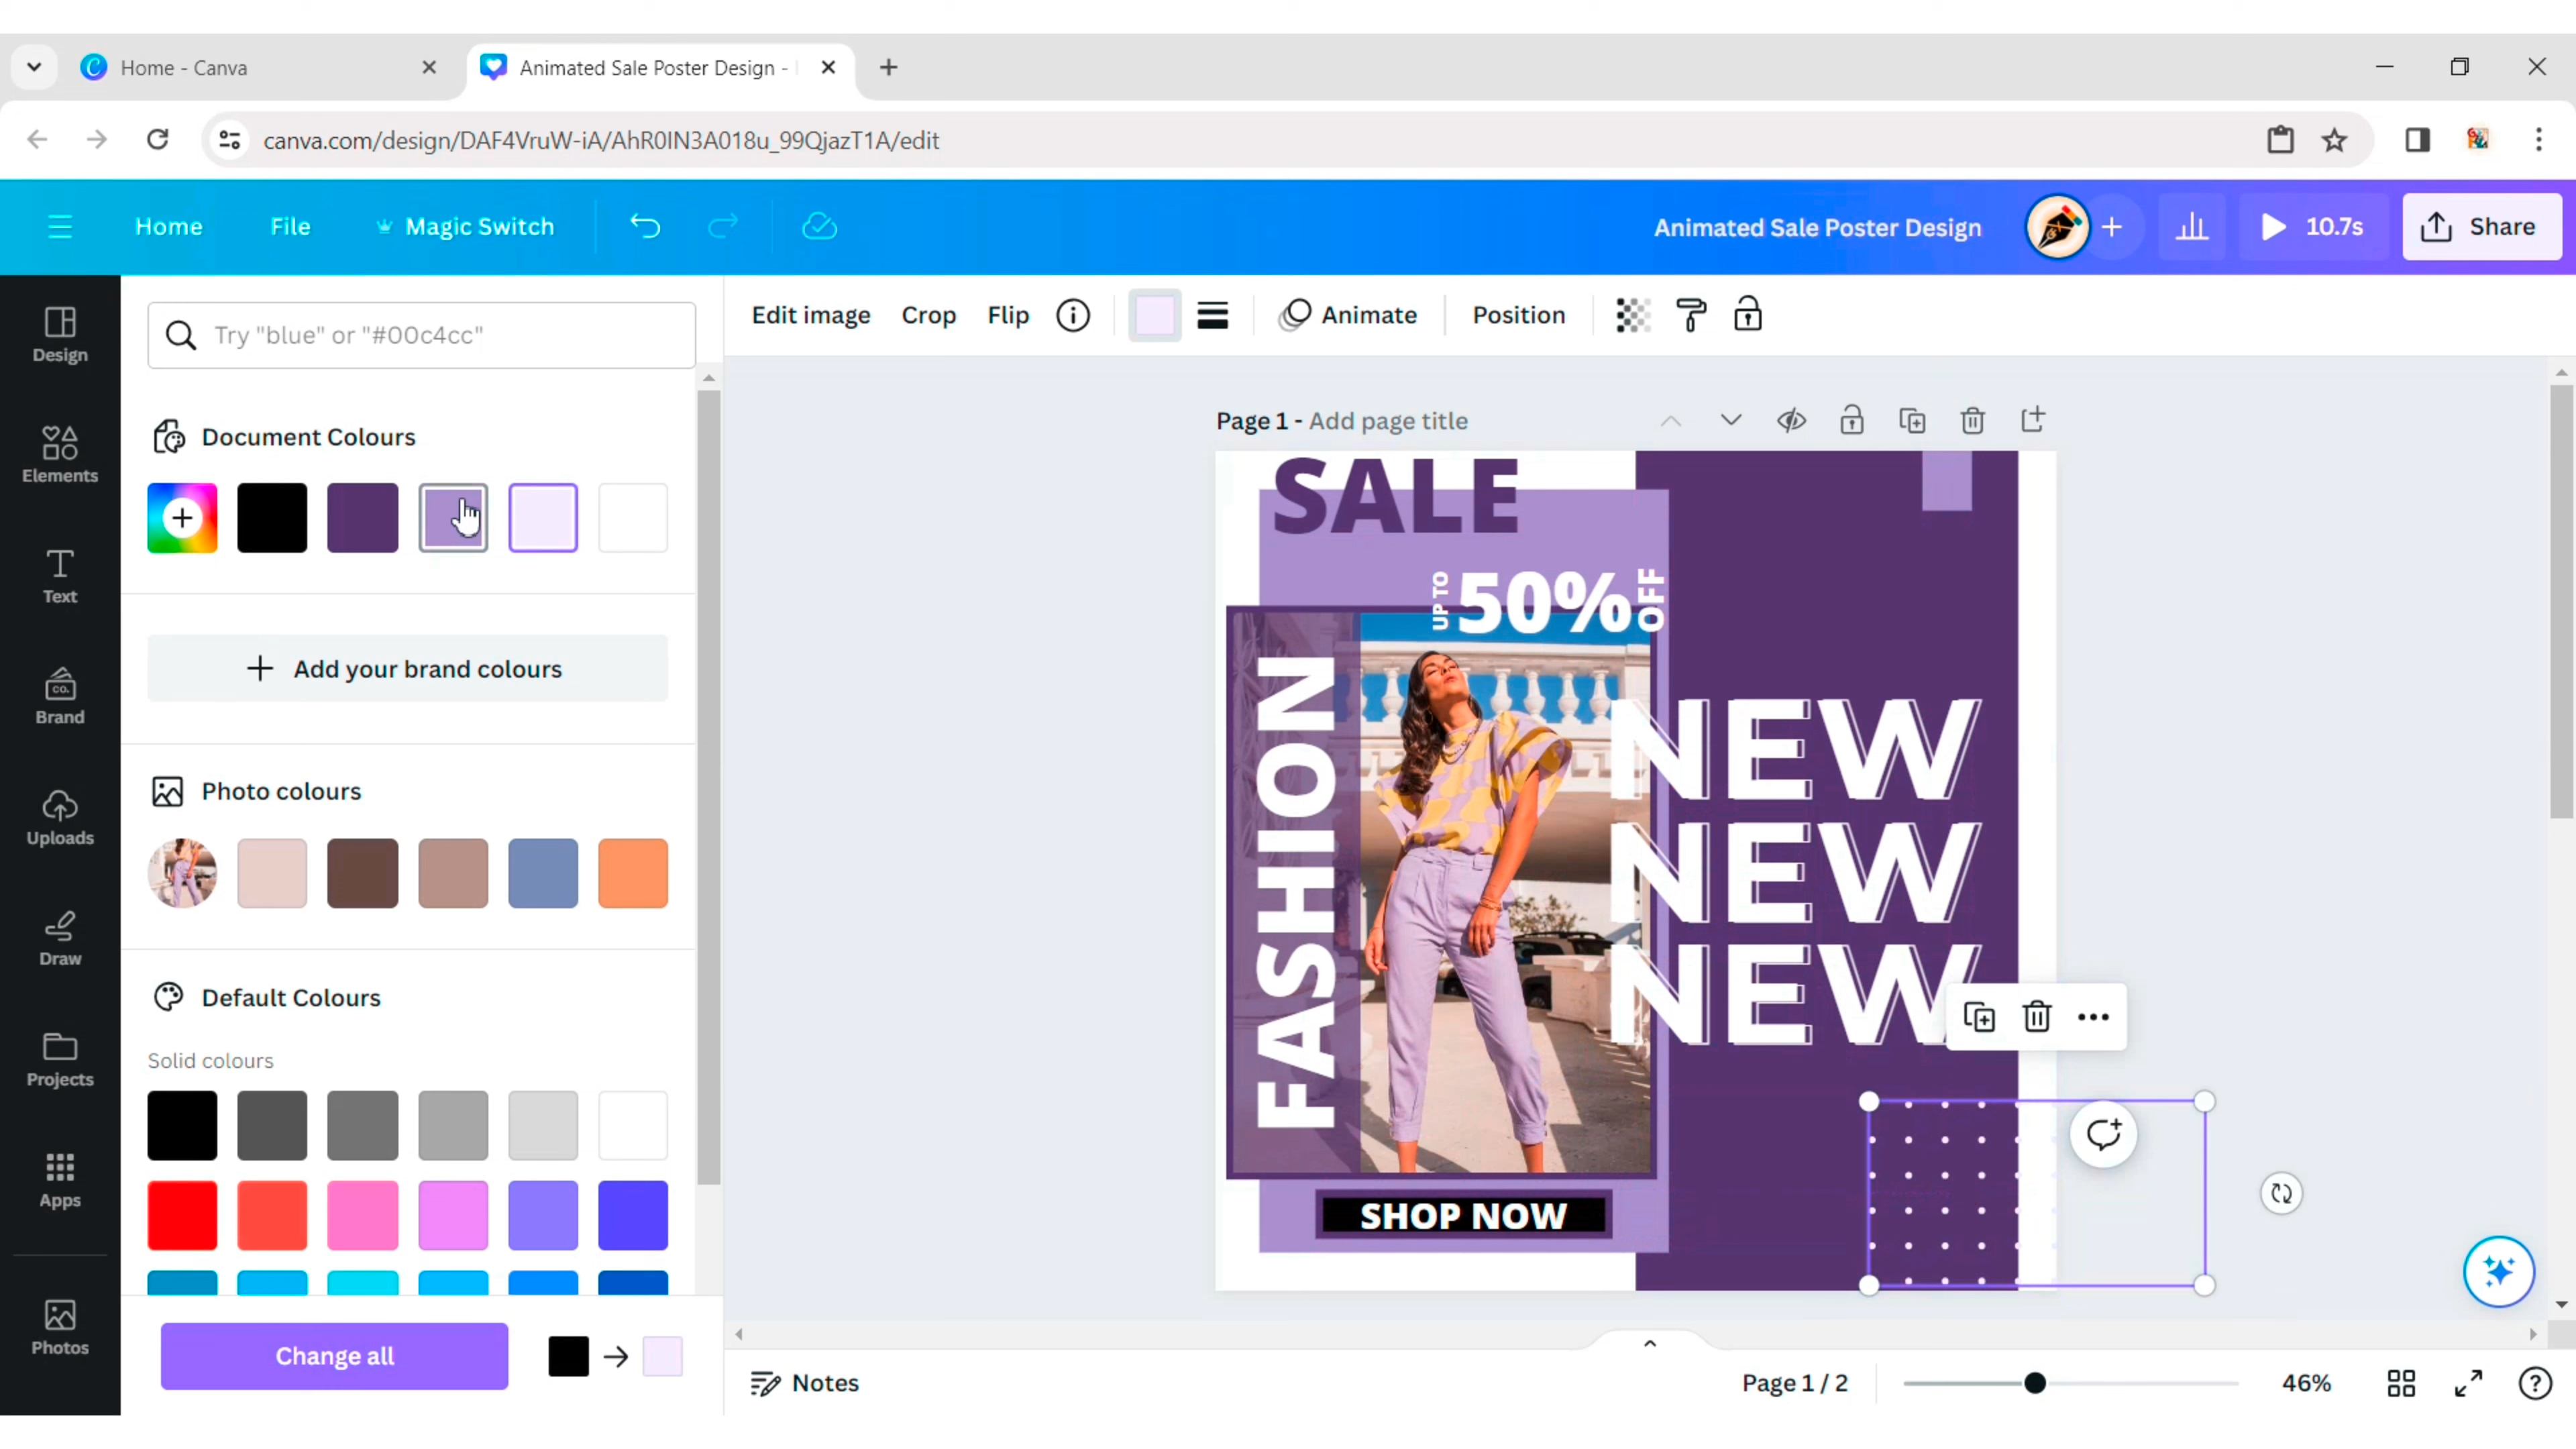 Home - Canva
Animated Sale Poster Design -
canva.com/design/DAF4VruW-iA/AhR0IN3A018u_99QjazT1A/edit
Home
File
Magic Switch
Animated Sale Poster Design
10.7s
Share
Design
Elements
Text
Brand
CO.
Uploads
Draw
Projects
Apps
Photos
Try "blue" or "#00c4cc"
Document Colours
Add your brand colours
Photo colours
Default Colours
Solid colours
Change all
Edit image
Crop
Flip
Animate
Position
Page 1 - Add page title
SALE
UP TO
50%
OFF
FASHION
NEW
NEW
NEW
SHOP NOW
Notes
Page 1 / 2
46%